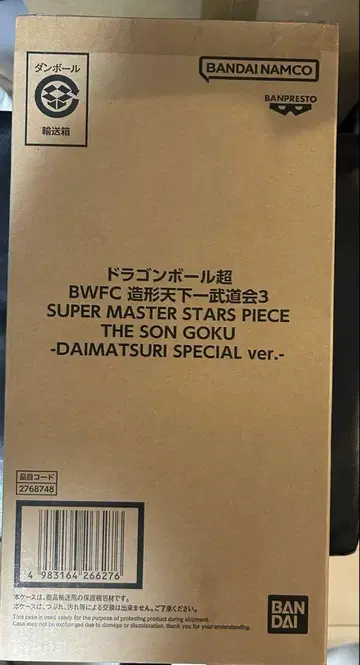 ダンボール
輸送箱
BANDAI NAMCO
BANPRESTO
ドラゴンボール超
BWFC 造形天下一武道会3
SUPER MASTER STARS PIECE
THE SON GOKU
-DAIMATSURI SPECIAL ver.-
品目コード
2768748
4 983164 266276
本ケースは、商品輸送用の保護梱包材です。
本ケースは、つぶれ、汚れ等による交換は出来ません。ご了承ください。
This case is used solely for the purpose of protecting product during shipment.
Case may not be exchanged due to damage or discoloration. thank you for your understanding.
BAN
DAI